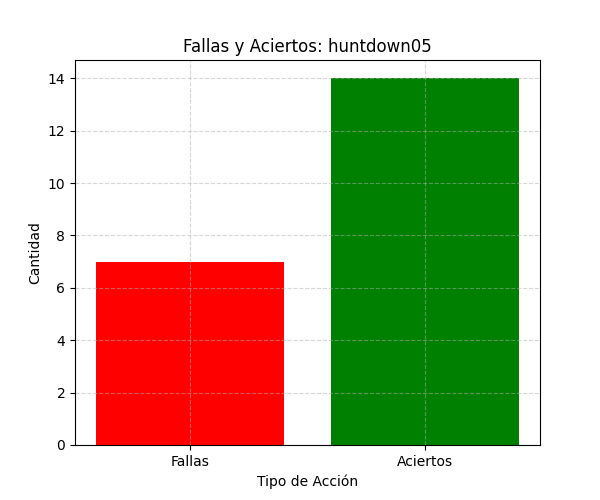 Fallas y Aciertos: huntdown05
14
12
10
8
6
4
2
0
Cantidad
Fallas
Aciertos
Tipo de Acción